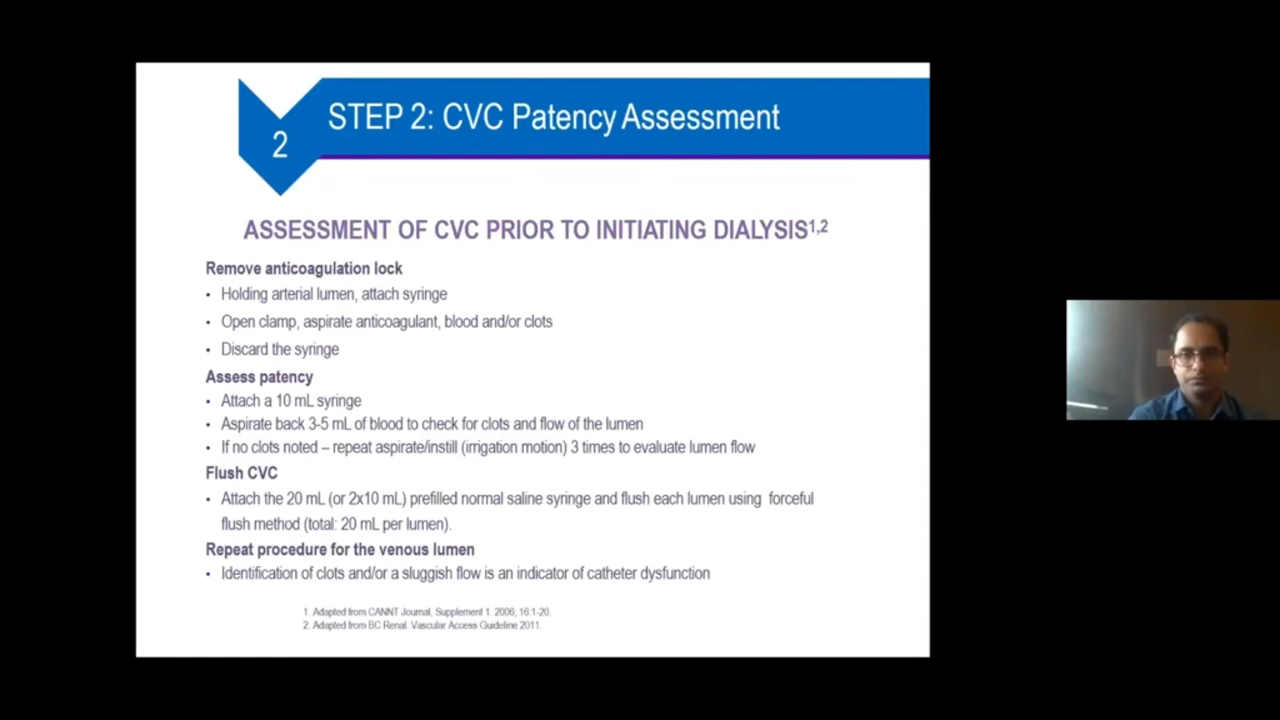 2
STEP 2: CVC Patency Assessment
ASSESSMENT OF CVC PRIOR TO INITIATING DIALYSIS1,2
Remove anticoagulation lock
• Holding arterial lumen, attach syringe
• Open clamp, aspirate anticoagulant, blood and/or clots
• Discard the syringe
Assess patency
• Attach a 10 mL syringe
• Aspirate back 3-5 mL of blood to check for clots and flow of the lumen
• If no clots noted – repeat aspirate/instill (irrigation motion) 3 times to evaluate lumen flow
Flush CVC
• Attach the 20 mL (or 2x10 mL) prefilled normal saline syringe and flush each lumen using forceful
flush method (total: 20 mL per lumen).
Repeat procedure for the venous lumen
• Identification of clots and/or a sluggish flow is an indicator of catheter dysfunction
1. Adapted from CANNT Journal, Supplement 1. 2006; 16:1-20.
2. Adapted from BC Renal. Vascular Access Guideline 2011.